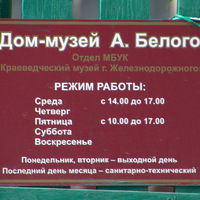 Дом-музей А. Белого
Отдел МБУК
Краеведческий музей г. Железнодорожного
РЕЖИМ РАБОТЫ:
Среда с 14.00 до 17.00
Четверг
Пятница с 10.00 до 17.00
Суббота
Воскресенье
Понедельник, вторник – выходной день
Последний день месяца – санитарно-технический